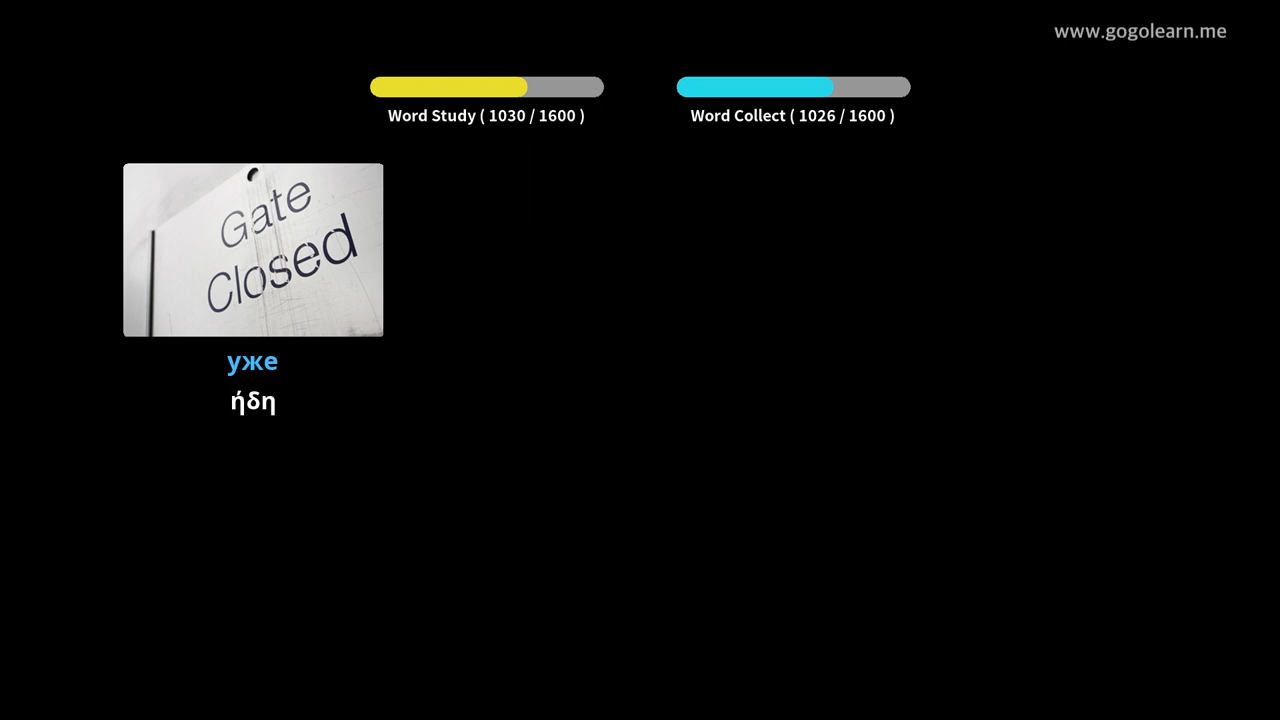 www.gogolearn.me
Word Study ( 1030 / 1600 )
Word Collect ( 1026 / 1600 )
Gate
Closed
уже
ήδη